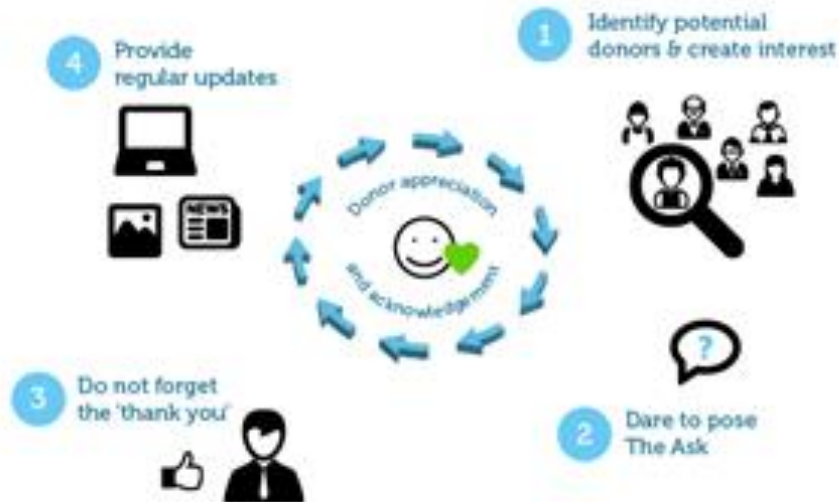 1
Identify potential
donors & create interest
?
2
Dare to pose
'The Ask
3
Do not forget
the 'thank you'
4
Provide
regular updates
NEWS
Donor appreciation
and acknowledgement